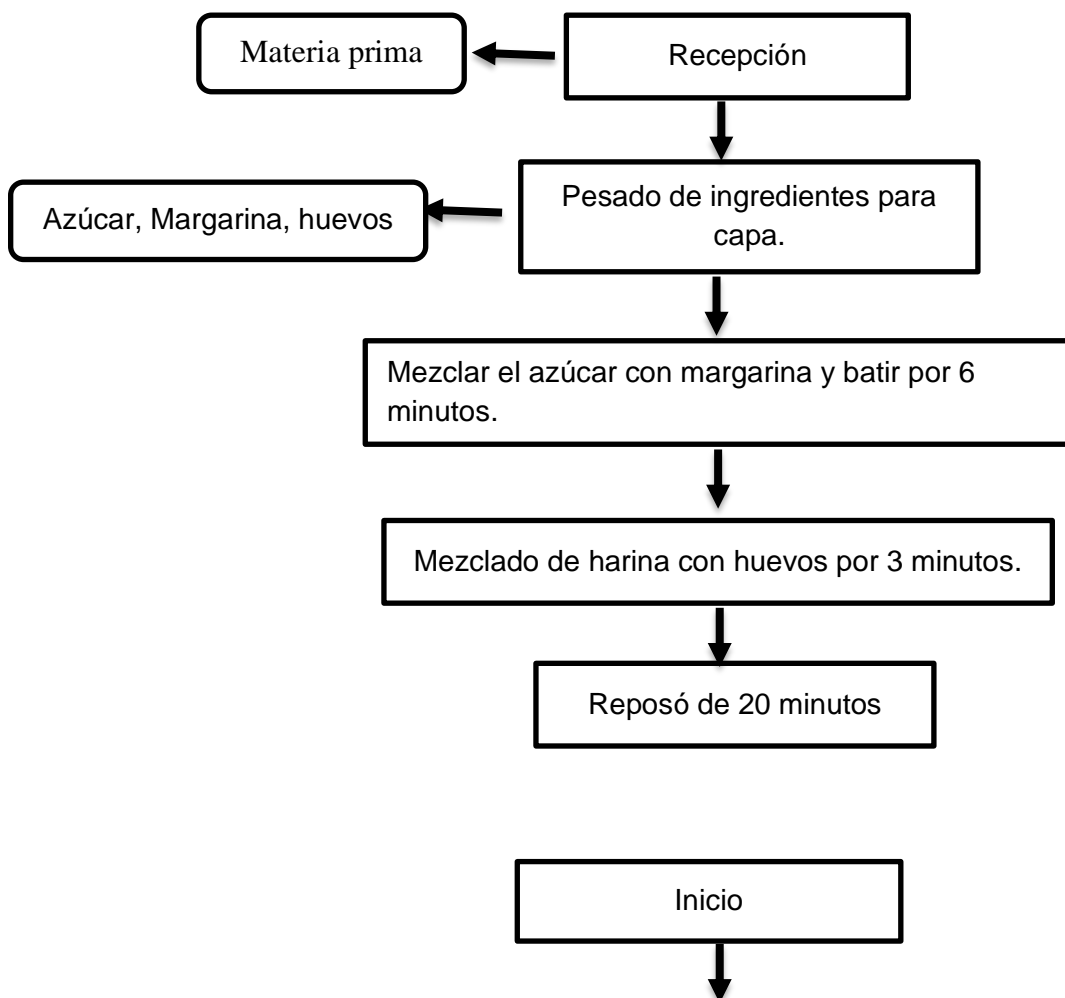 Materia prima
Recepción
Pesado de ingredientes para
capa.
Azúcar, Margarina, huevos
Mezclar el azúcar con margarina y batir por 6
minutos.
Mezclado de harina con huevos por 3 minutos.
Reposó de 20 minutos
Inicio